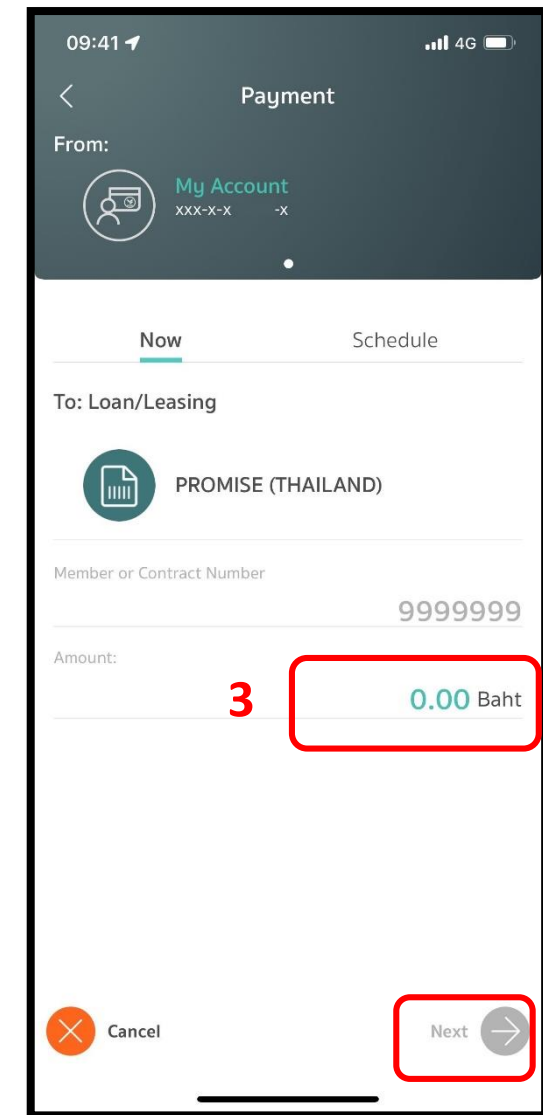 09:41 4G
Payment
From:
My Account
xxx-x-x -x
Now Schedule
To: Loan/Leasing
PROMISE (THAILAND)
Member or Contract Number
9999999
Amount:
3 0.00 Baht
Cancel Next